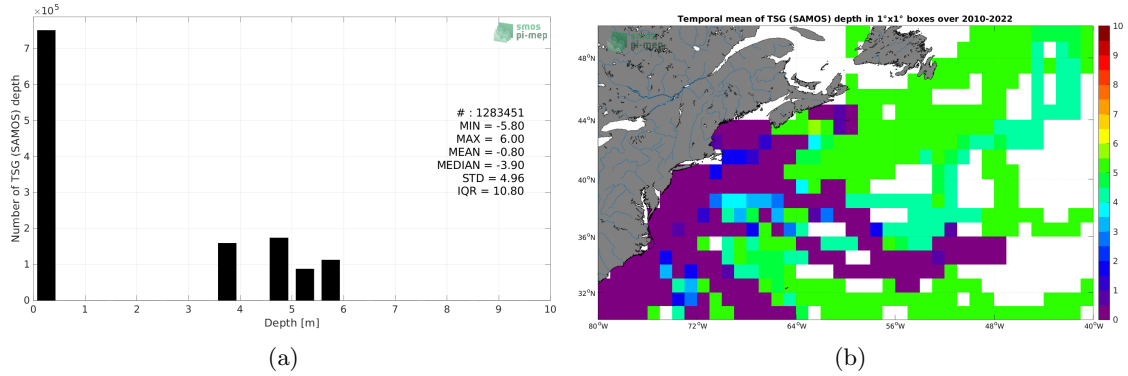 ×10⁵
smos
pi-mep
7
6
5
4
3
2
1
0
Number of TSG (SAMOS) depth
# : 1283451
MIN = -5.80
MAX = 6.00
MEAN = -0.80
MEDIAN = -3.90
STD = 4.96
IQR = 10.80
0 1 2 3 4 5 6 7 8 9 10
Depth [m]
(a)
Temporal mean of TSG (SAMOS) depth in 1°x1° boxes over 2010-2022
smos
pi-mep
48°N
44°N
40°N
36°N
32°N
80°W 72°W 64°W 56°W 48°W 40°W
10
9
8
7
6
5
4
3
2
1
0
(b)